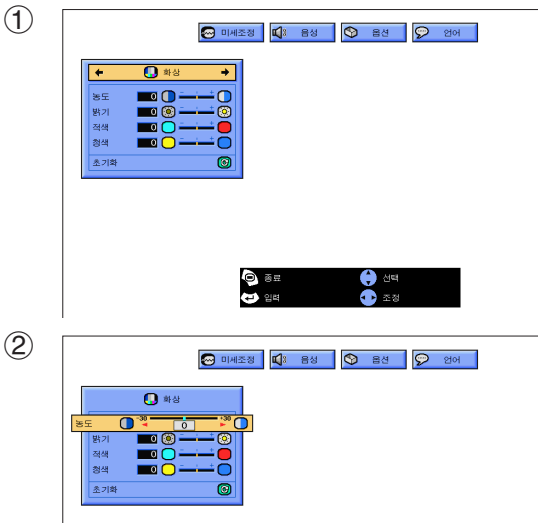 ①
미세조정 음성 옵션 언어
화상
농도 0 - +
밝기 0 - +
적색 0 - +
청색 0 - +
초기화
종료 선택
입력 조정
②
미세조정 음성 옵션 언어
화상
농도 -30 0 +30
밝기 0 - +
적색 0 - +
청색 0 - +
초기화